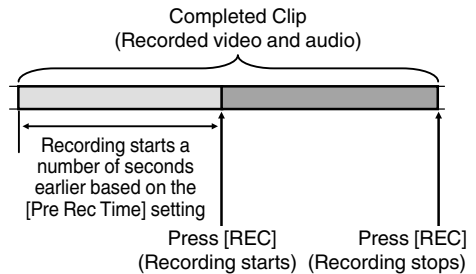 Completed Clip
(Recorded video and audio)
Recording starts a
number of seconds
earlier based on the
[Pre Rec Time] setting
Press [REC]
(Recording starts)
Press [REC]
(Recording stops)